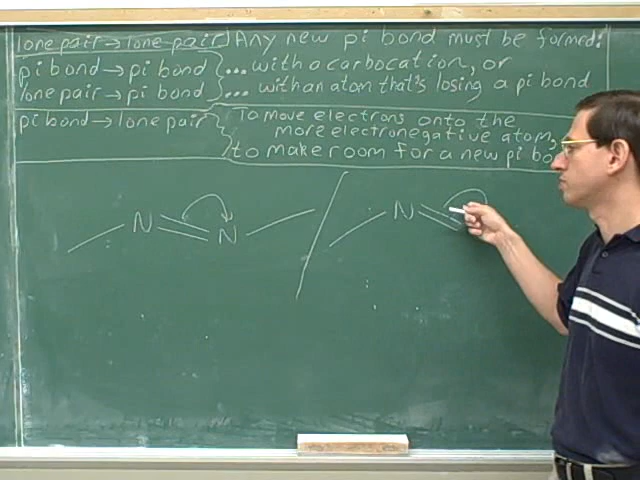 lone pair → lone pair Any new pi bond must be formed:
pi bond → pi bond ... with a carbocation, or
lone pair → pi bond ... with an atom that's losing a pi bond
pi bond → lone pair To move electrons onto the
more electronegative atom,
to make room for a new pi bo
N N N